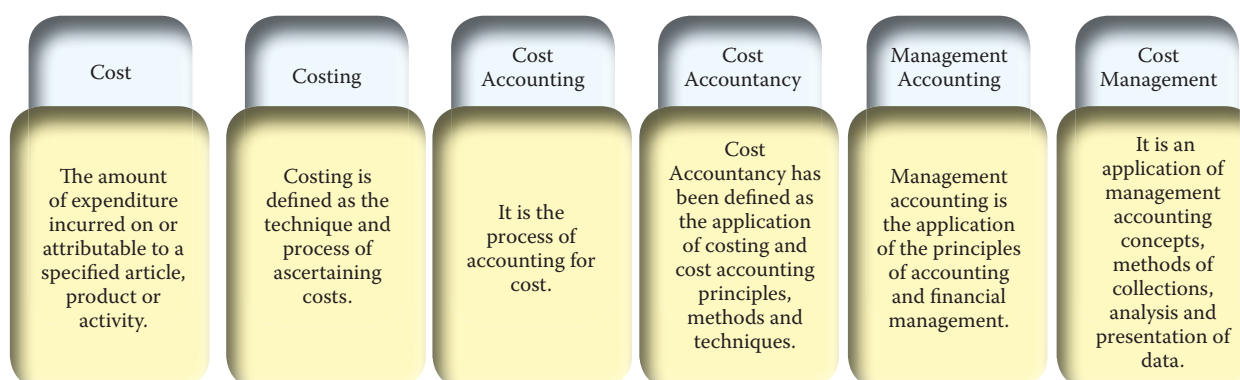 Cost
The amount
of expenditure
incurred on or
attributable to a
specified article,
product or
activity.
Costing
Costing is
defined as the
technique and
process of
ascertaining
costs.
Cost
Accounting
It is the
process of
accounting for
cost.
Cost
Accountancy
Cost
Accountancy has
been defined as
the application
of costing and
cost accounting
principles,
methods and
techniques.
Management
Accounting
Management
accounting is
the application
of the principles
of accounting
and financial
management.
Cost
Management
It is an
application of
management
accounting
concepts,
methods of
collections,
analysis and
presentation of
data.